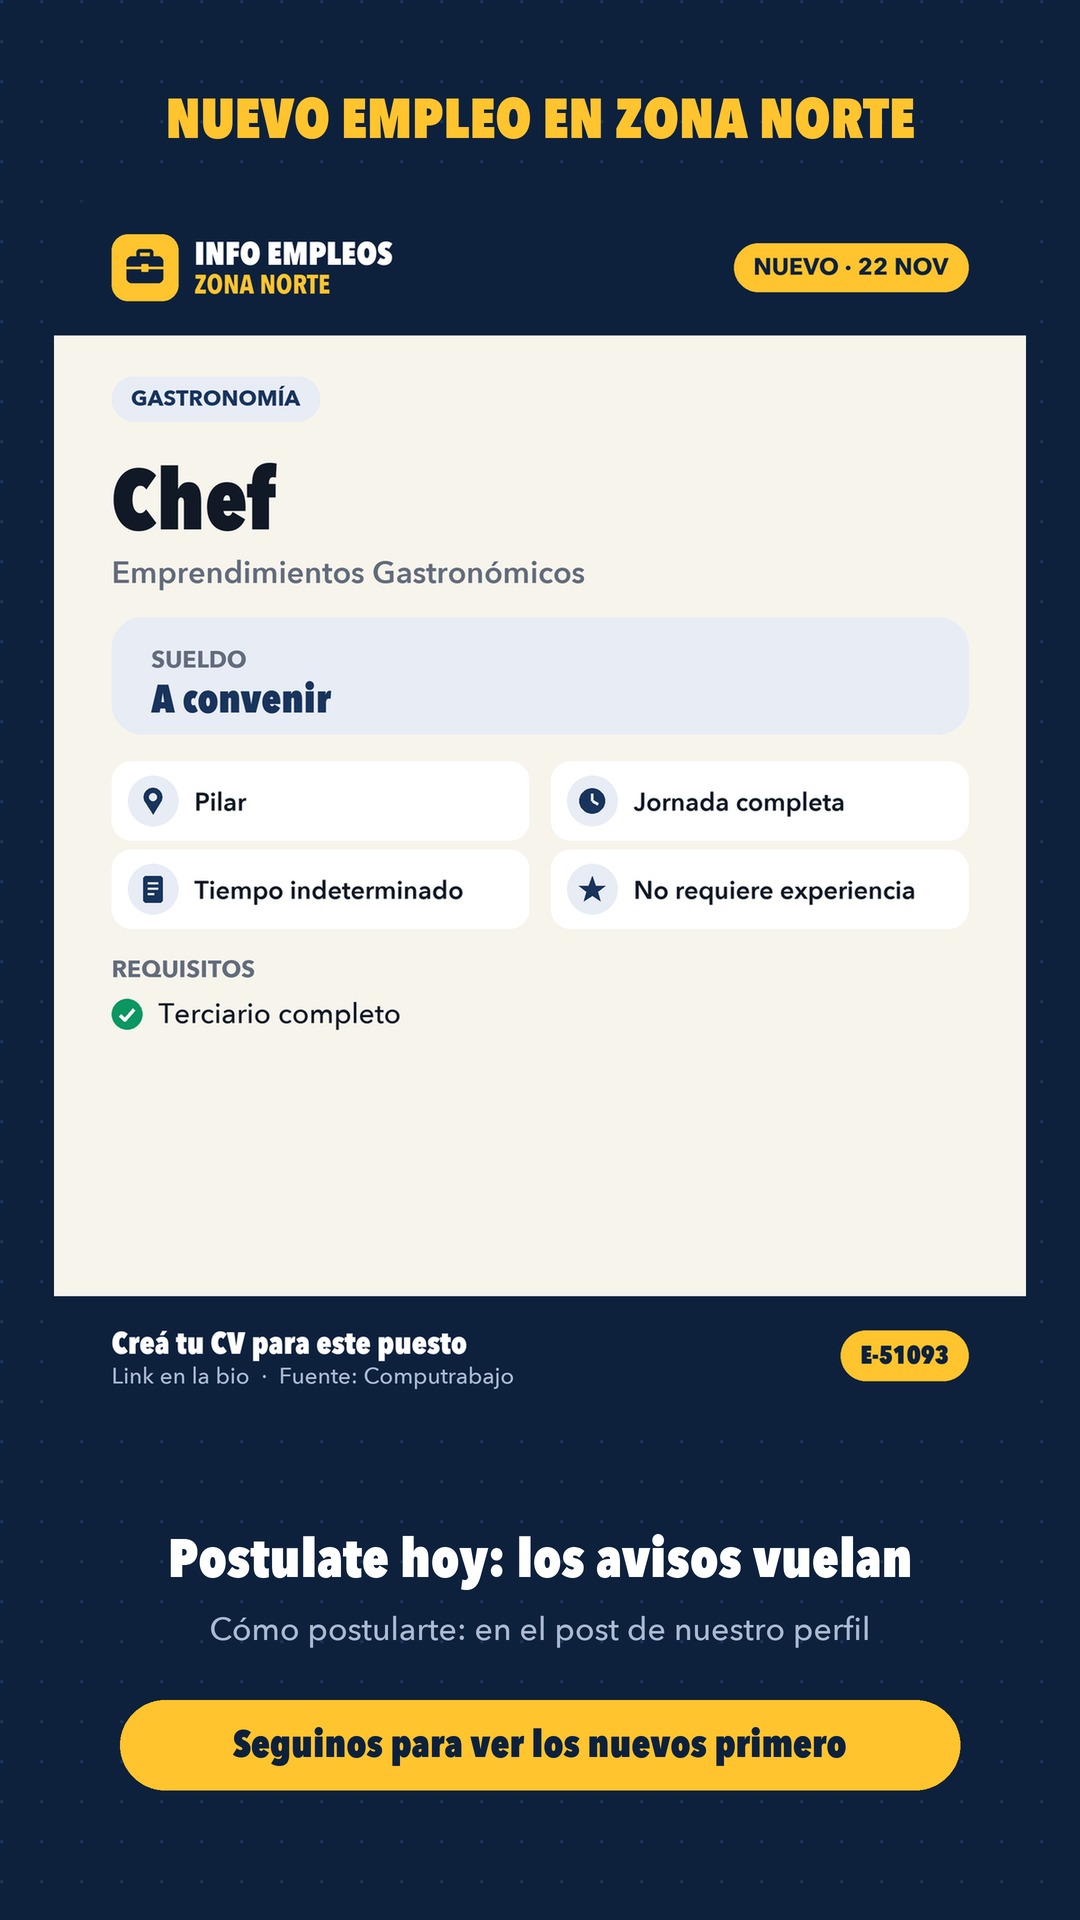 NUEVO EMPLEO EN ZONA NORTE
INFO EMPLEOS
ZONA NORTE
NUEVO · 22 NOV
GASTRONOMÍA
Chef
Emprendimientos Gastronómicos
SUELDO
A convenir
Pilar
Jornada completa
Tiempo indeterminado
No requiere experiencia
REQUISITOS
Terciario completo
Creá tu CV para este puesto
Link en la bio · Fuente: Computrabajo
E-51093
Postulate hoy: los avisos vuelan
Cómo postularte: en el post de nuestro perfil
Seguinos para ver los nuevos primero